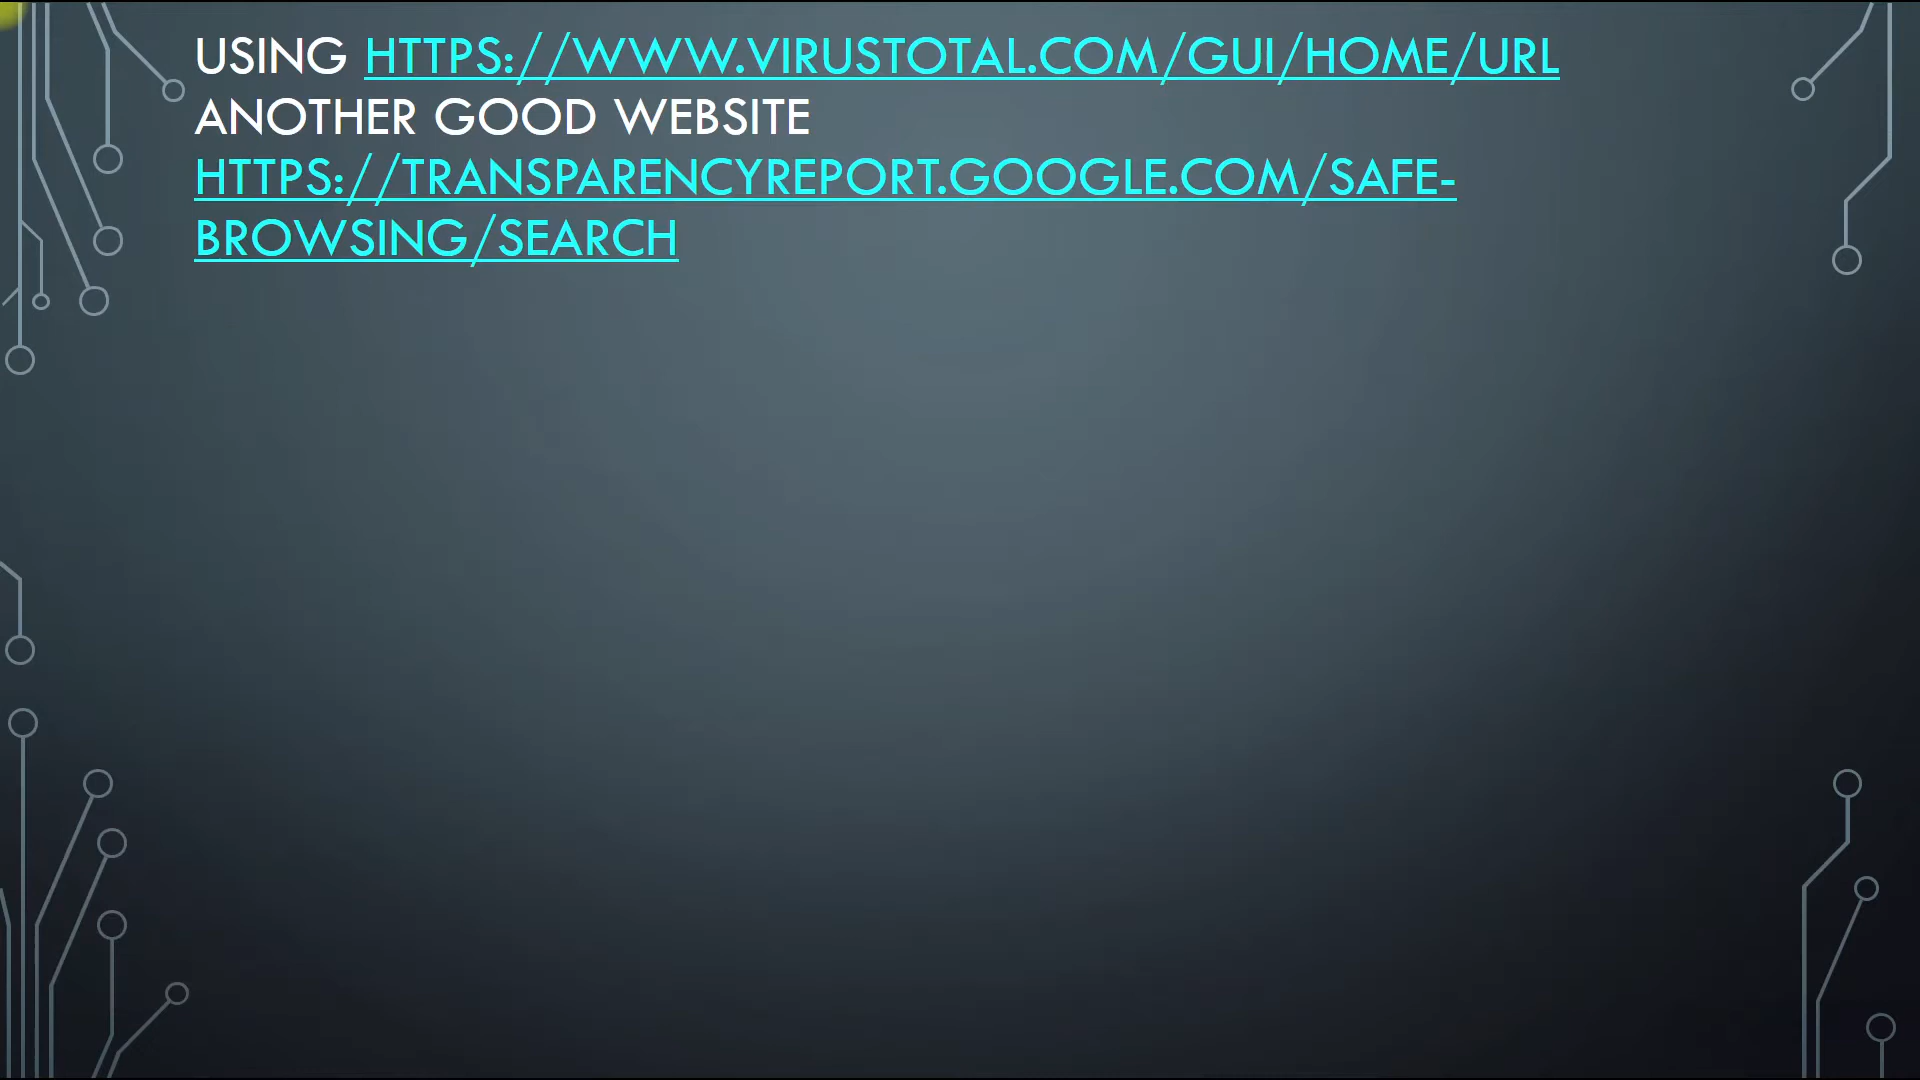 USING HTTPS://WWW.VIRUSTOTAL.COM/GUI/HOME/URL
ANOTHER GOOD WEBSITE
HTTPS://TRANSPARENCYREPORT.GOOGLE.COM/SAFE-
BROWSING/SEARCH